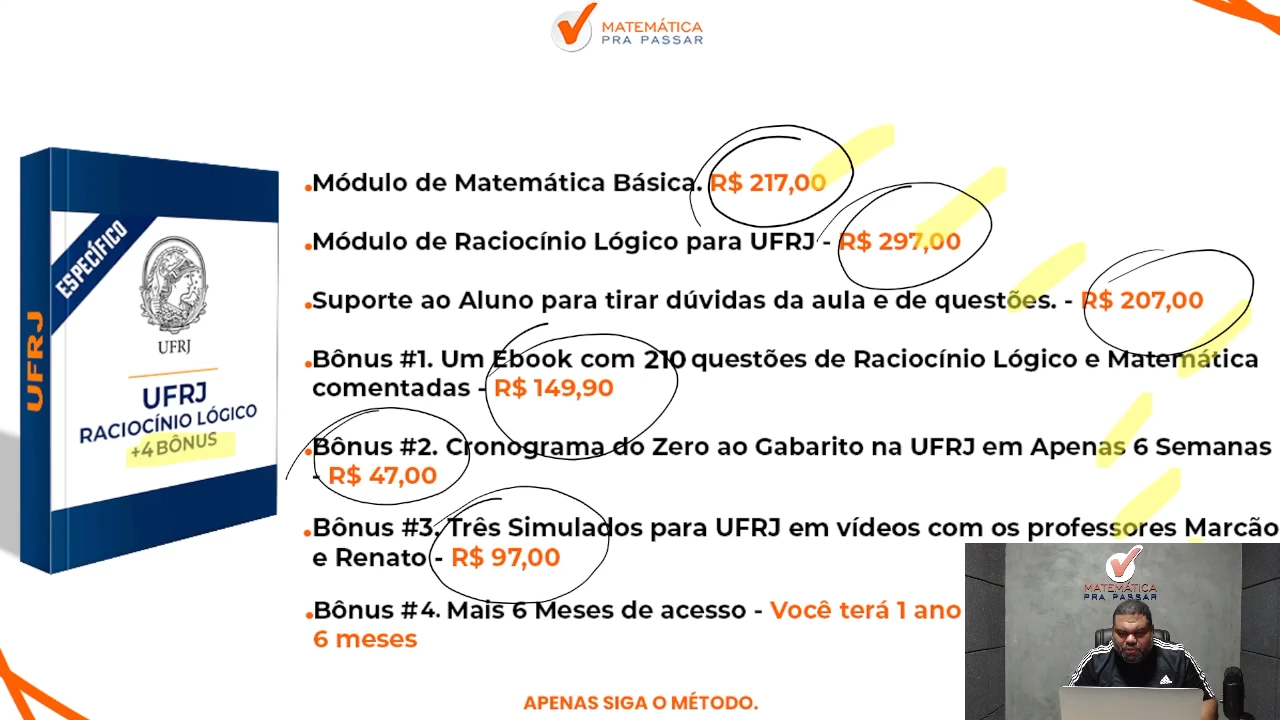 MATEMÁTICA
PRA PASSAR
•Módulo de Matemática Básica. R$ 217,00
•Módulo de Raciocínio Lógico para UFRJ - R$ 297,00
•Suporte ao Aluno para tirar dúvidas da aula e de questões. - R$ 207,00
•Bônus #1. Um Ebook com 210 questões de Raciocínio Lógico e Matemática
comentadas - R$ 149,90
•Bônus #2. Cronograma do Zero ao Gabarito na UFRJ em Apenas 6 Semanas
- R$ 47,00
•Bônus #3. Três Simulados para UFRJ em vídeos com os professores Marcão
e Renato - R$ 97,00
•Bônus #4. Mais 6 Meses de acesso - Você terá 1 ano
6 meses
APENAS SIGA O MÉTODO.
ESPECÍFICO
UFRJ
UFRJ
UFRJ
RACIOCÍNIO LÓGICO
+4 BÔNUS
MATEMÁTICA
PRA PASSAR